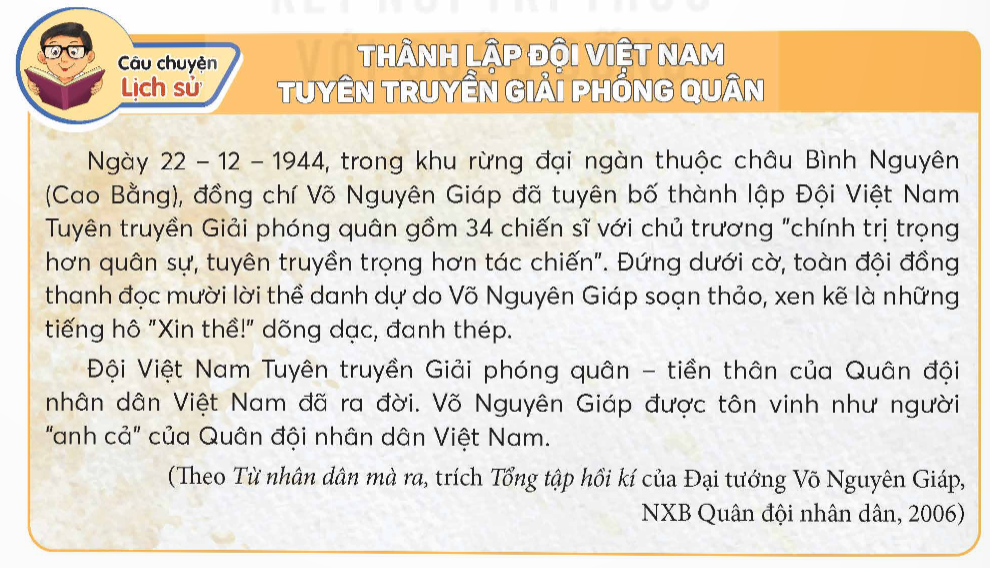 KẾT NỐI TRI THỨC
Câu chuyện
Lịch sử
THÀNH LẬP ĐỘI VIỆT NAM
TUYÊN TRUYỀN GIẢI PHÓNG QUÂN
Ngày 22 – 12 – 1944, trong khu rừng đại ngàn thuộc châu Bình Nguyên
(Cao Bằng), đồng chí Võ Nguyên Giáp đã tuyên bố thành lập Đội Việt Nam
Tuyên truyền Giải phóng quân gồm 34 chiến sĩ với chủ trương "chính trị trọng
hơn quân sự, tuyên truyền trọng hơn tác chiến". Đứng dưới cờ, toàn đội đồng
thanh đọc mười lời thề danh dự do Võ Nguyên Giáp soạn thảo, xen kẽ là những
tiếng hô "Xin thề!" dõng dạc, đanh thép.
Đội Việt Nam Tuyên truyền Giải phóng quân – tiền thân của Quân đội
nhân dân Việt Nam đã ra đời. Võ Nguyên Giáp được tôn vinh như người
"anh cả" của Quân đội nhân dân Việt Nam.
(Theo Từ nhân dân mà ra, trích Tổng tập hồi kí của Đại tướng Võ Nguyên Giáp,
NXB Quân đội nhân dân, 2006)